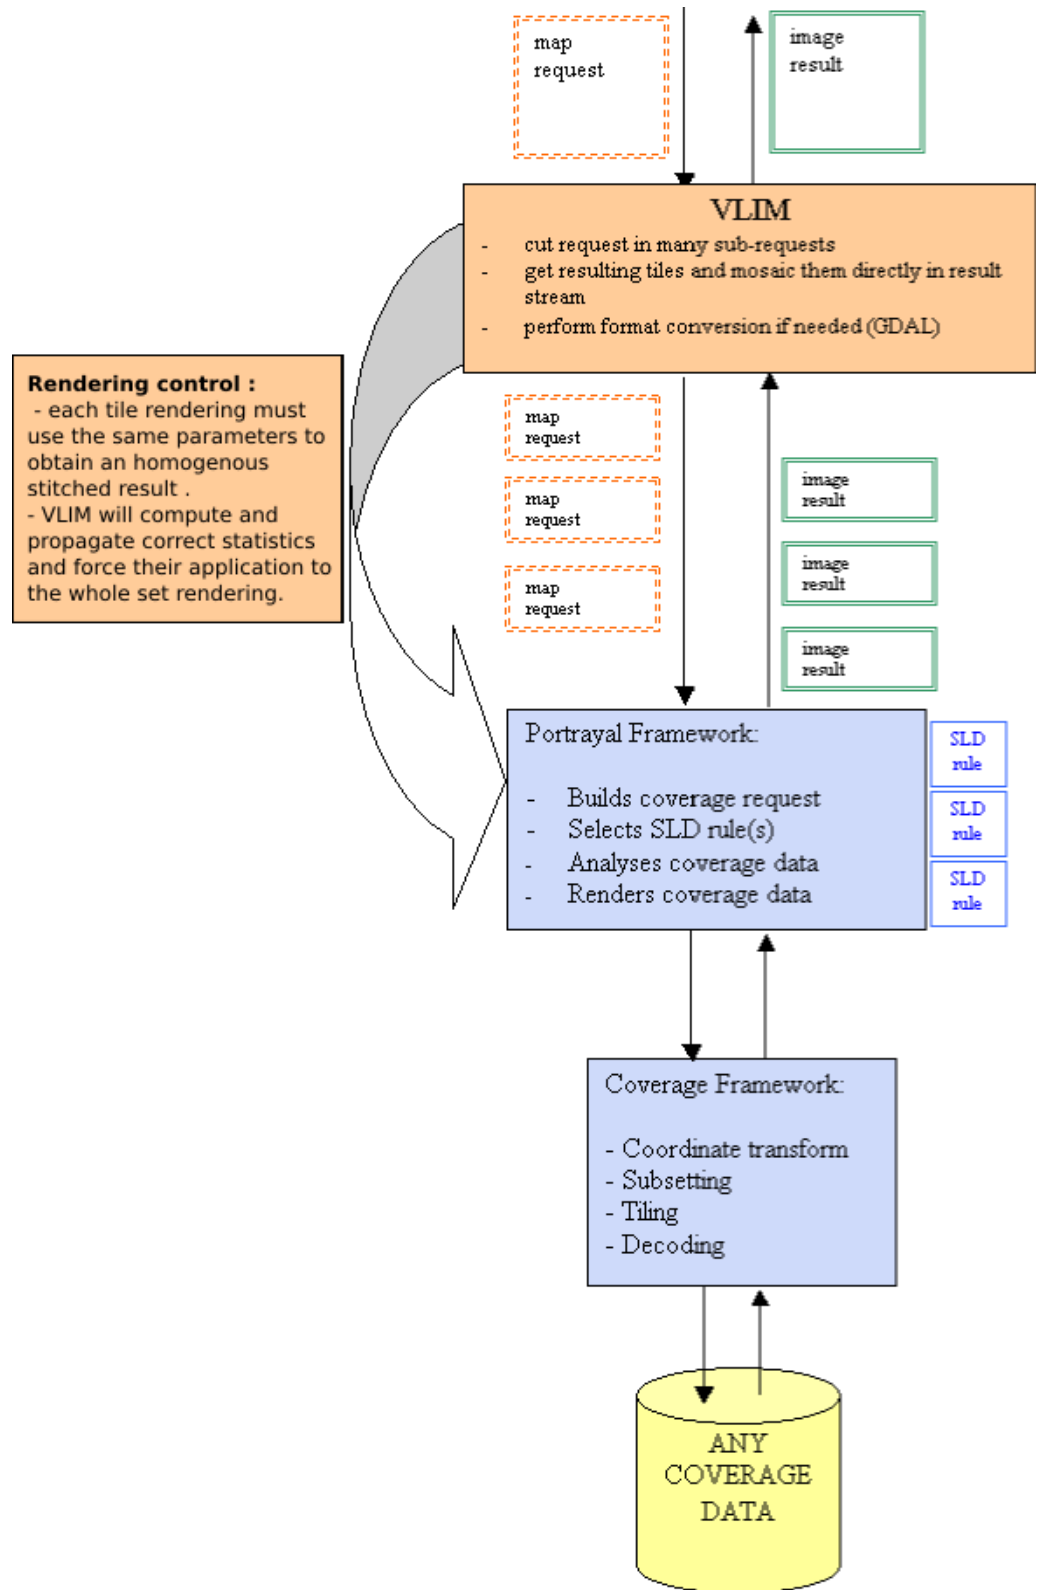 map
request
image
result
VLIM
- cut request in many sub-requests
- get resulting tiles and mosaic them directly in result
stream
- perform format conversion if needed (GDAL)
Rendering control :
- each tile rendering must
use the same parameters to
obtain an homogenous
stitched result .
- VLIM will compute and
propagate correct statistics
and force their application to
the whole set rendering.
map
request
map
request
map
request
image
result
image
result
image
result
Portrayal Framework:
- Builds coverage request
- Selects SLD rule(s)
- Analyses coverage data
- Renders coverage data
SLD
rule
SLD
rule
SLD
rule
Coverage Framework:
- Coordinate transform
- Subsetting
- Tiling
- Decoding
ANY
COVERAGE
DATA